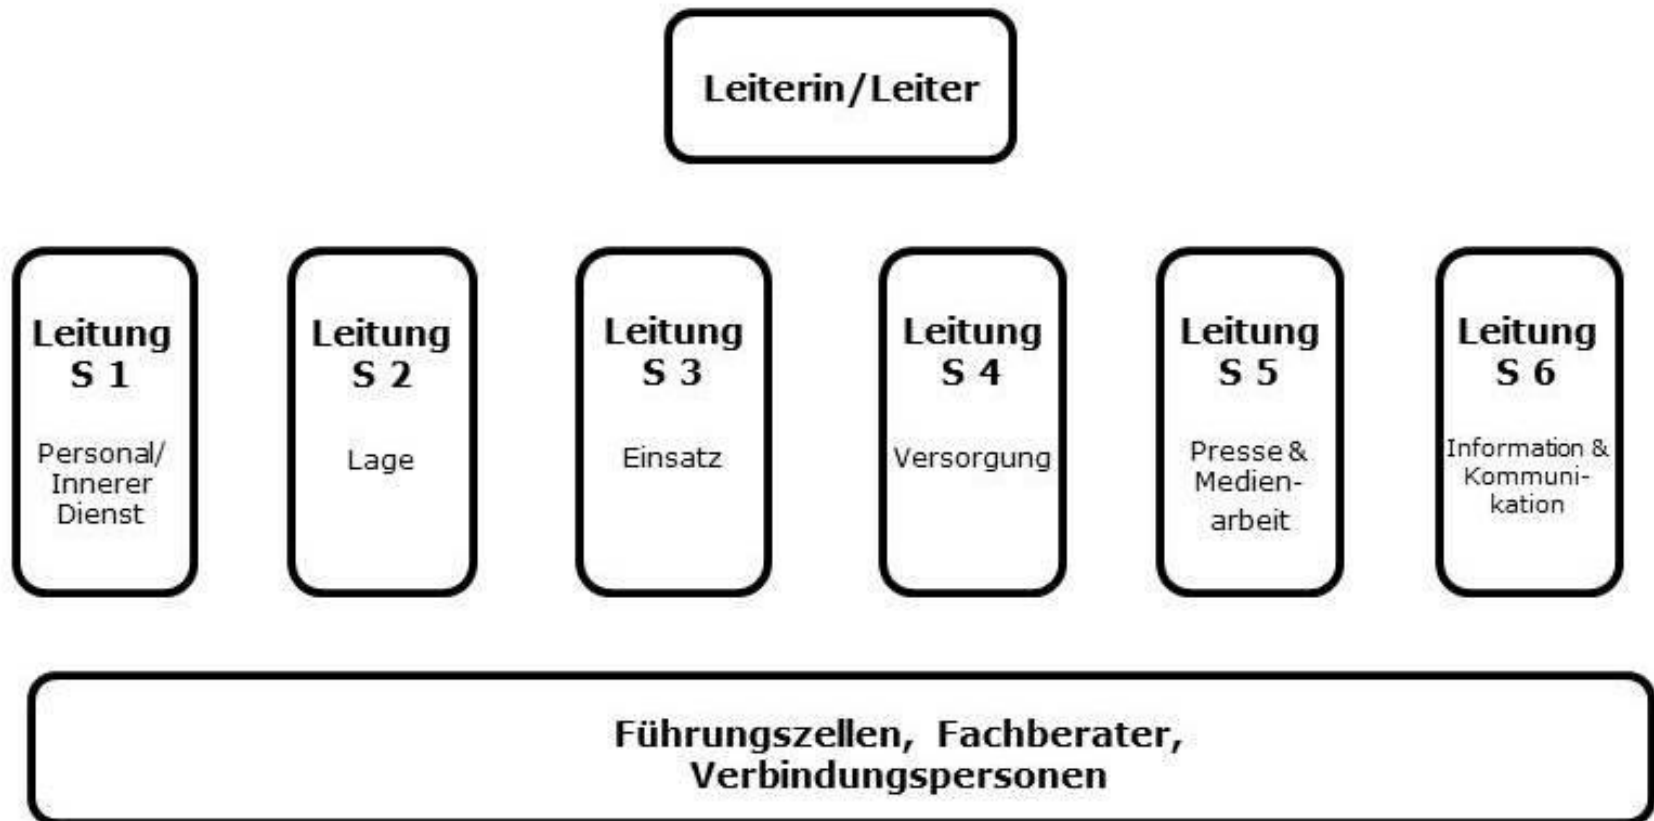 Leiterin/Leiter
Leitung
S 1
Personal/
Innerer
Dienst
Leitung
S 2
Lage
Leitung
S 3
Einsatz
Leitung
S 4
Versorgung
Leitung
S 5
Presse &
Medien-
arbeit
Leitung
S 6
Information &
Kommuni-
kation
Führungszellen, Fachberater,
Verbindungspersonen